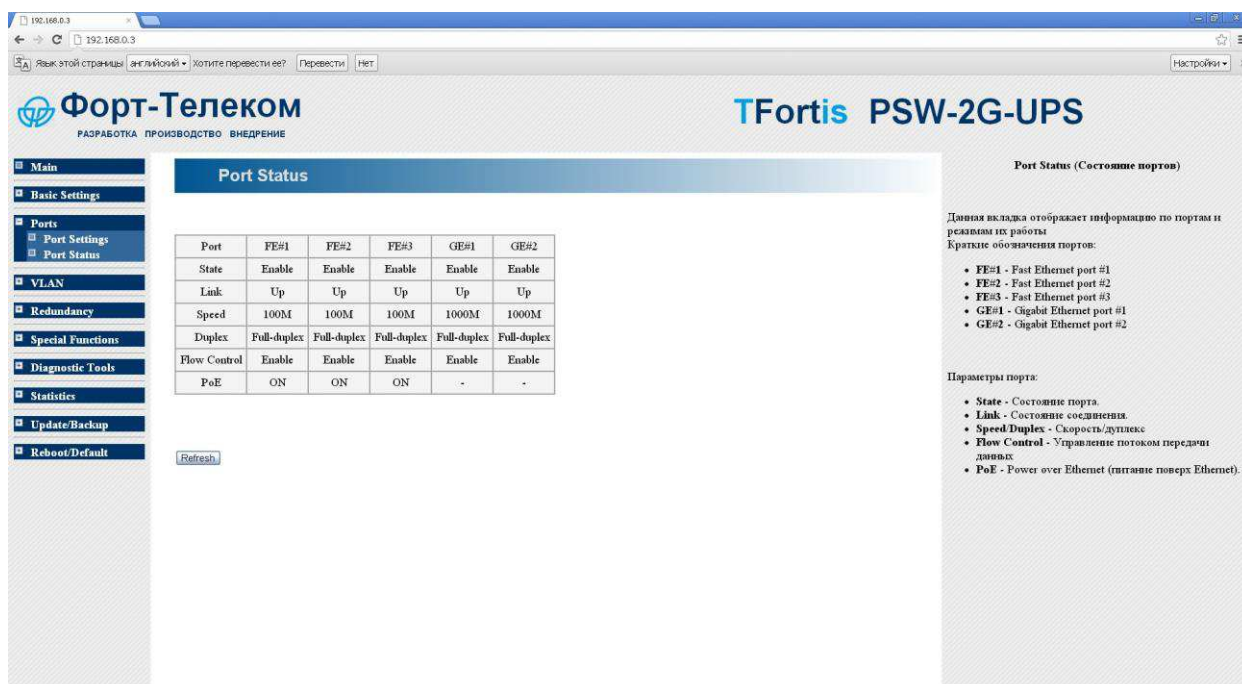 192.168.0.3
192.168.0.3
Язык этой страницы английский Хотите перевести ее? Перевести Нет Настройки
Форт-Телеком
РАЗРАБОТКА ПРОИЗВОДСТВО ВНЕДРЕНИЕ
TFortis PSW-2G-UPS
Main
Basic Settings
Ports
Port Settings
Port Status
VLAN
Redundancy
Special Functions
Diagnostic Tools
Statistics
Update/Backup
Reboot/Default
Port Status
Port FE#1 FE#2 FE#3 GE#1 GE#2
State Enable Enable Enable Enable Enable
Link Up Up Up Up Up
Speed 100M 100M 100M 1000M 1000M
Duplex Full-duplex Full-duplex Full-duplex Full-duplex Full-duplex
Flow Control Enable Enable Enable Enable Enable
PoE ON ON ON - -
Refresh
Port Status (Состояние портов)
Данная вкладка отображает информацию по портам и
режимам их работы
Краткие обозначения портов:
FE#1 - Fast Ethernet port #1
FE#2 - Fast Ethernet port #2
FE#3 - Fast Ethernet port #3
GE#1 - Gigabit Ethernet port #1
GE#2 - Gigabit Ethernet port #2
Параметры порта:
State - Состояние порта.
Link - Состояние соединения.
Speed/Duplex - Скорость/дуплекс
Flow Control - Управление потоком передачи
данных
PoE - Power over Ethernet (питание поверх Ethernet).